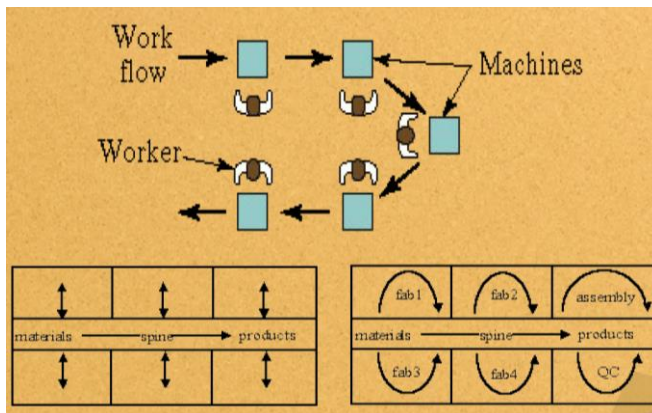 Work
flow
Machines
Worker
materials spine products
fab1 fab2 assembly
materials spine products
fab3 fab4 QC